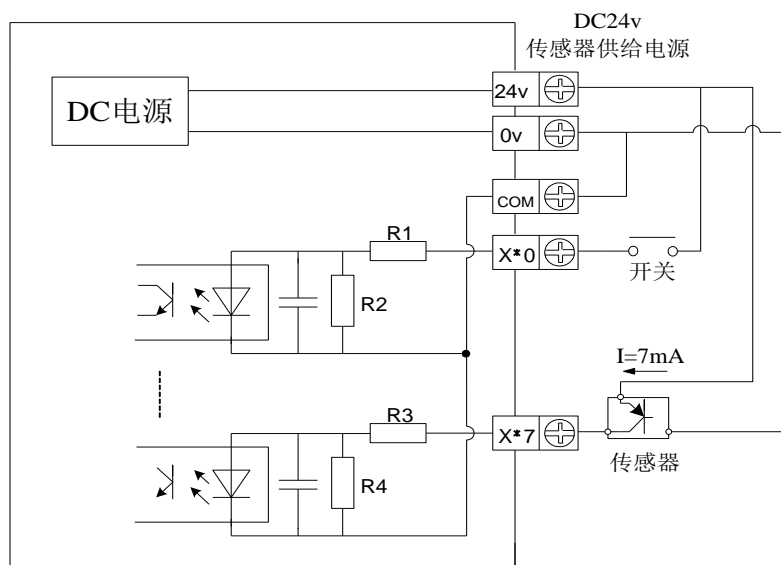 DC24v
传感器供给电源
DC电源
24v
0v
COM
R1
X*0
开关
R2
I=7mA
R3
X*7
传感器
R4